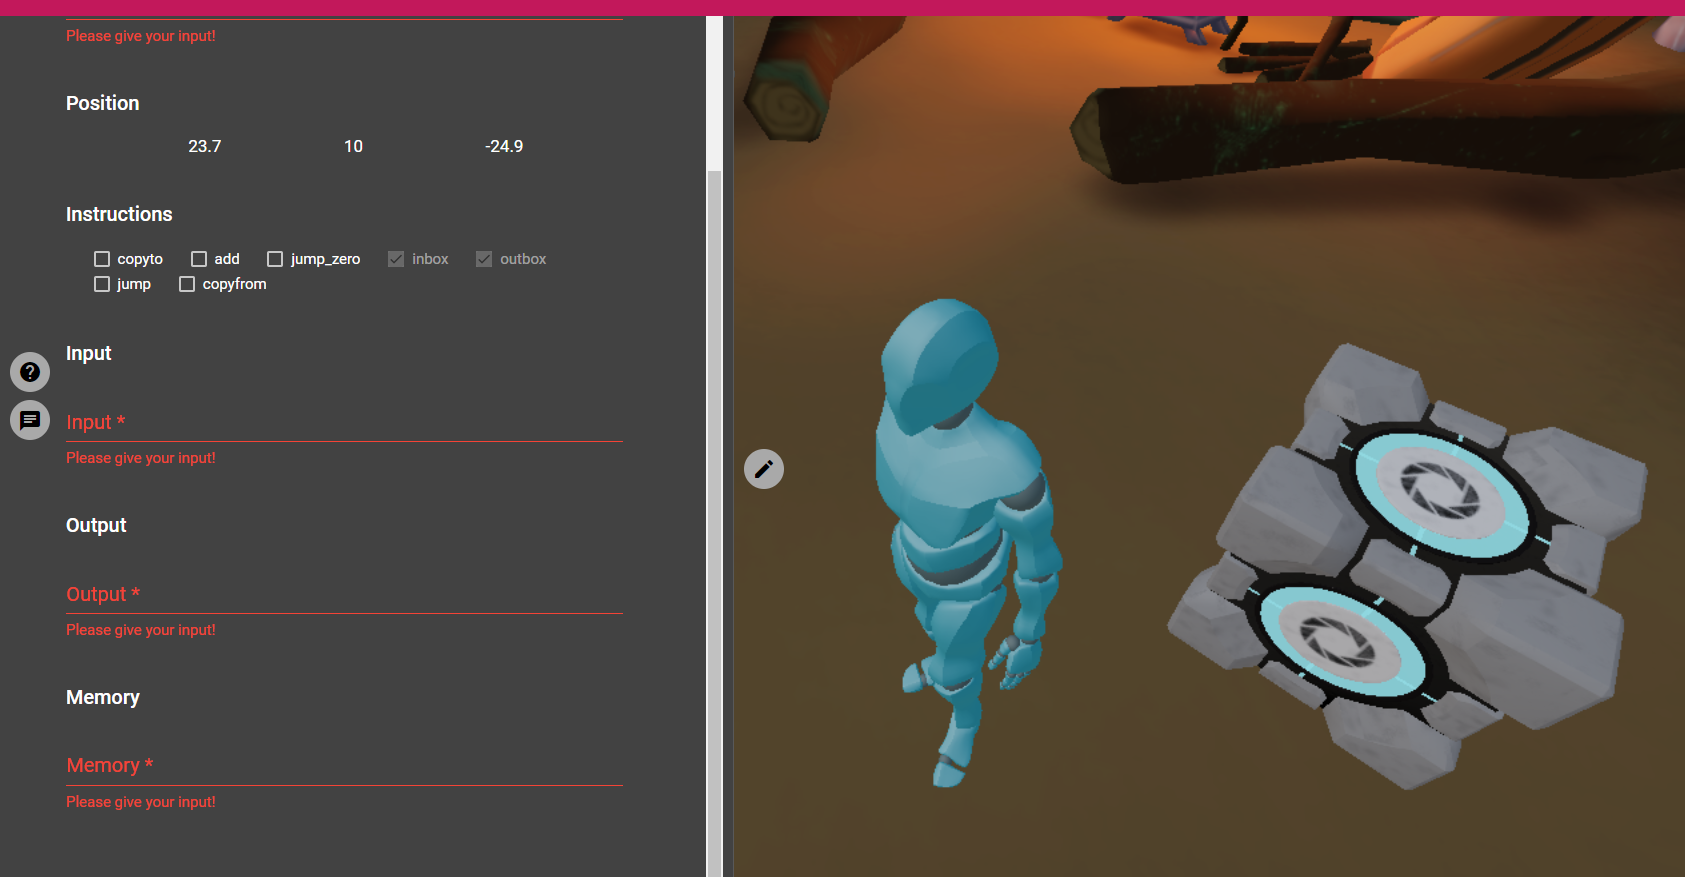 Please give your input!
Position
23.7 10 -24.9
Instructions
copyto add jump_zero inbox outbox
jump copyfrom
Input
Input *
Please give your input!
Output
Output *
Please give your input!
Memory
Memory *
Please give your input!